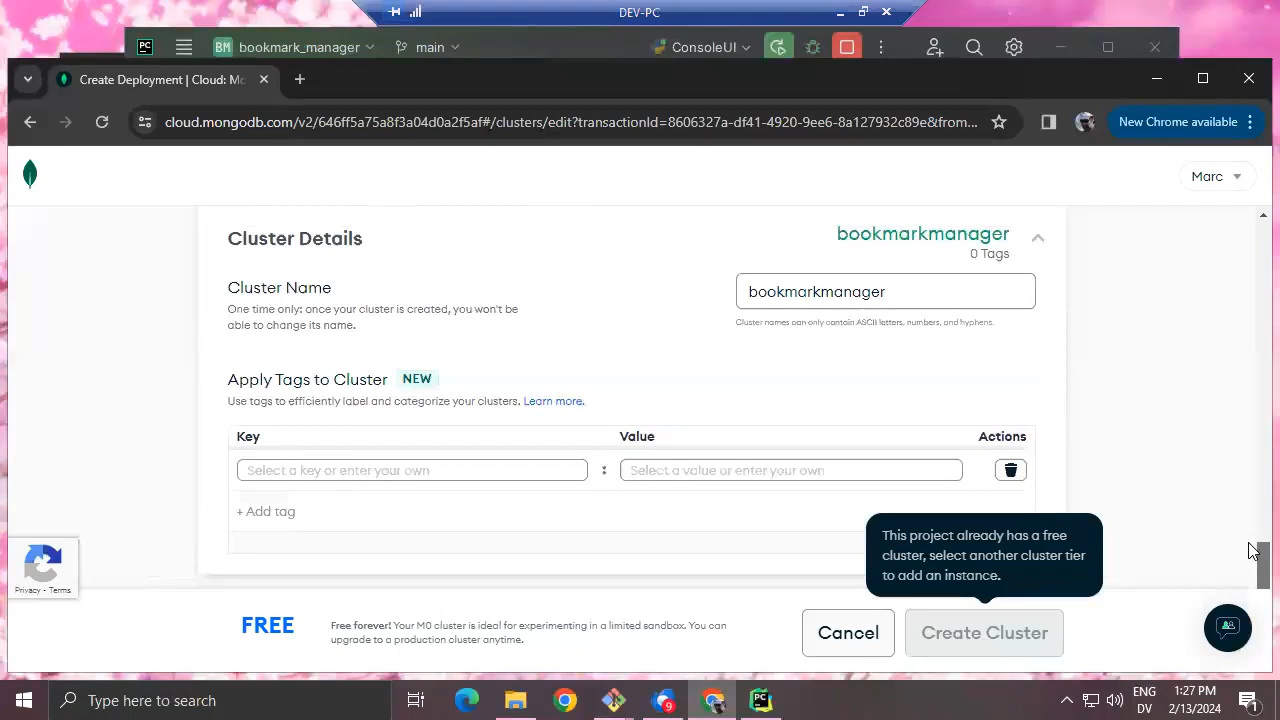 DEV-PC
PC
BM bookmark_manager
main
ConsoleUI
Create Deployment | Cloud: Mo
cloud.mongodb.com/v2/646ff5a75a8f3a04d0a2f5af#/clusters/edit?transactionId=8606327a-df41-4920-9ee6-8a127932c89e&from...
New Chrome available
Marc
Cluster Details
bookmarkmanager
0 Tags
Cluster Name
One time only: once your cluster is created, you won't be
able to change its name.
bookmarkmanager
Cluster names can only contain ASCII letters, numbers, and hyphens.
Apply Tags to Cluster NEW
Use tags to efficiently label and categorize your clusters. Learn more.
Key Value Actions
Select a key or enter your own : Select a value or enter your own
+ Add tag
This project already has a free
cluster, select another cluster tier
to add an instance.
Privacy - Terms
FREE
Free forever! Your M0 cluster is ideal for experimenting in a limited sandbox. You can
upgrade to a production cluster anytime.
Cancel
Create Cluster
Type here to search
9
PC
ENG
DV
1:27 PM
2/13/2024
1